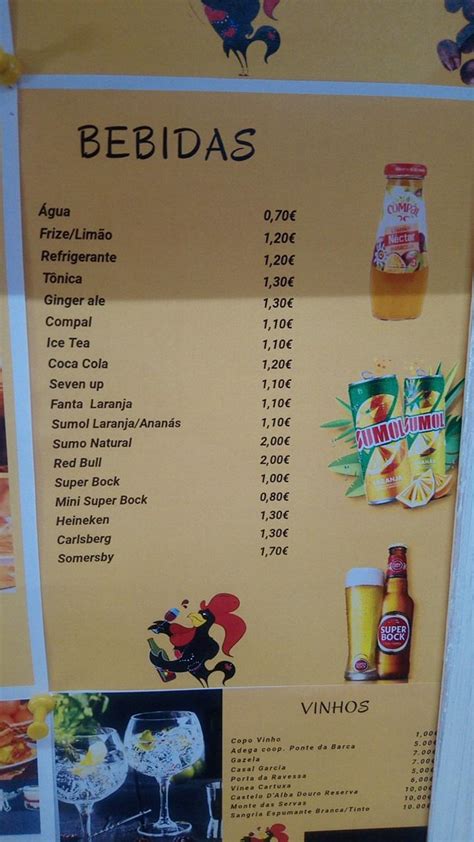 BEBIDAS
Água 0,70€
Frize/Limão 1,20€
Refrigerante 1,20€
Tônica 1,30€
Ginger ale 1,30€
Compal 1,10€
Ice Tea 1,10€
Coca Cola 1,20€
Seven up 1,10€
Fanta Laranja 1,10€
Sumol Laranja/Ananás 1,10€
Sumo Natural 2,00€
Red Bull 2,00€
Super Bock 1,00€
Mini Super Bock 0,80€
Heineken 1,30€
Carlsberg 1,30€
Somersby 1,70€
COMPAL
Néctar
SUMOL
SUMOL
LARANJA
SUPER
BOCK
VINHOS
Copo Vinho 1,00€
Adega coop. Ponte da Barca 5.00€
Gazela 7.00€
Casal Garcia 5,00€
Porta da Ravessa 6,00€
Vinea Cartuxa 10.00€
Castelo D'Alba Douro Reserva 10.00€
Monte das Servas 10.00€
Sangria Espumante Branca/Tinto